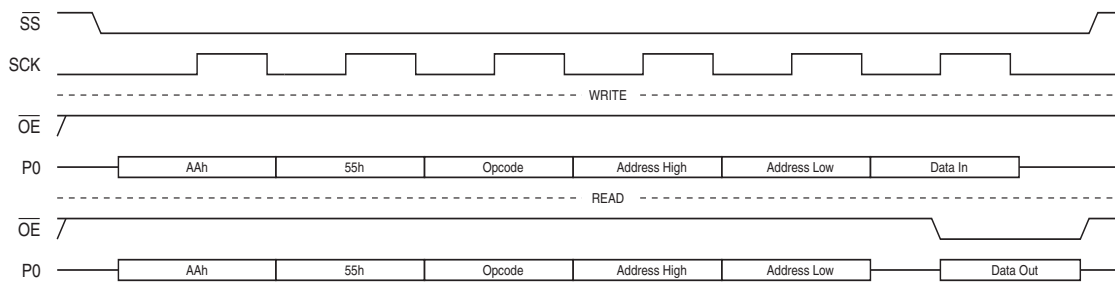 SS
SCK
WRITE
OE
P0 AAh 55h Opcode Address High Address Low Data In
READ
OE
P0 AAh 55h Opcode Address High Address Low Data Out